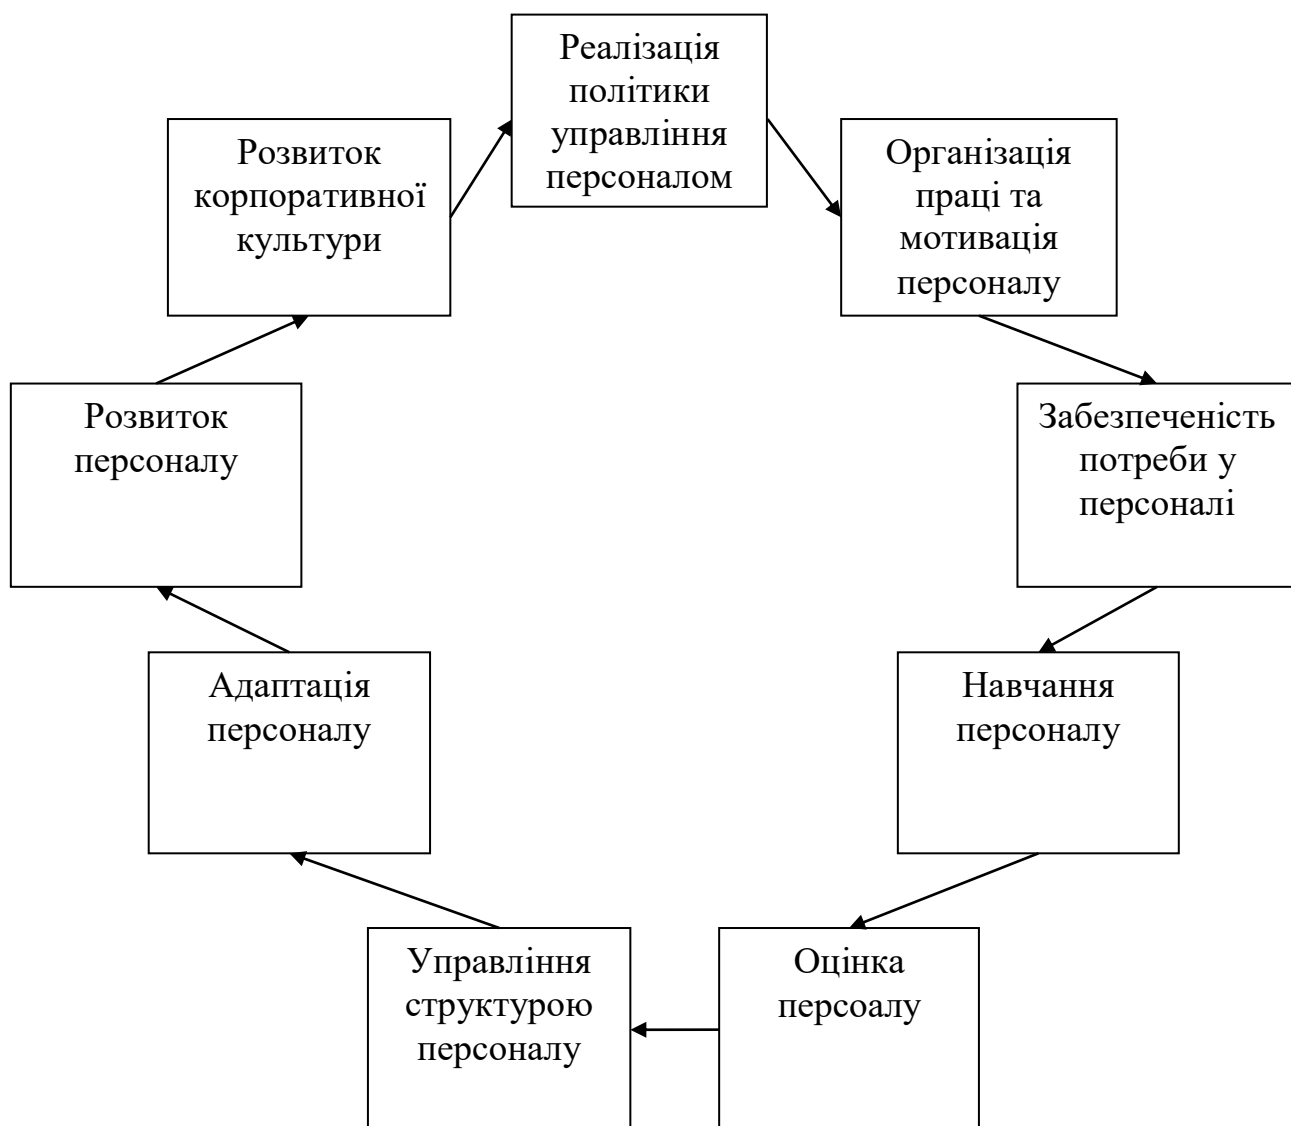 Реалізація
політики
управління
персоналом
Організація
праці та
мотивація
персоналу
Забезпеченість
потреби у
персоналі
Навчання
персоналу
Оцінка
персоалу
Управління
структурою
персоналу
Адаптація
персоналу
Розвиток
персоналу
Розвиток
корпоративної
культури